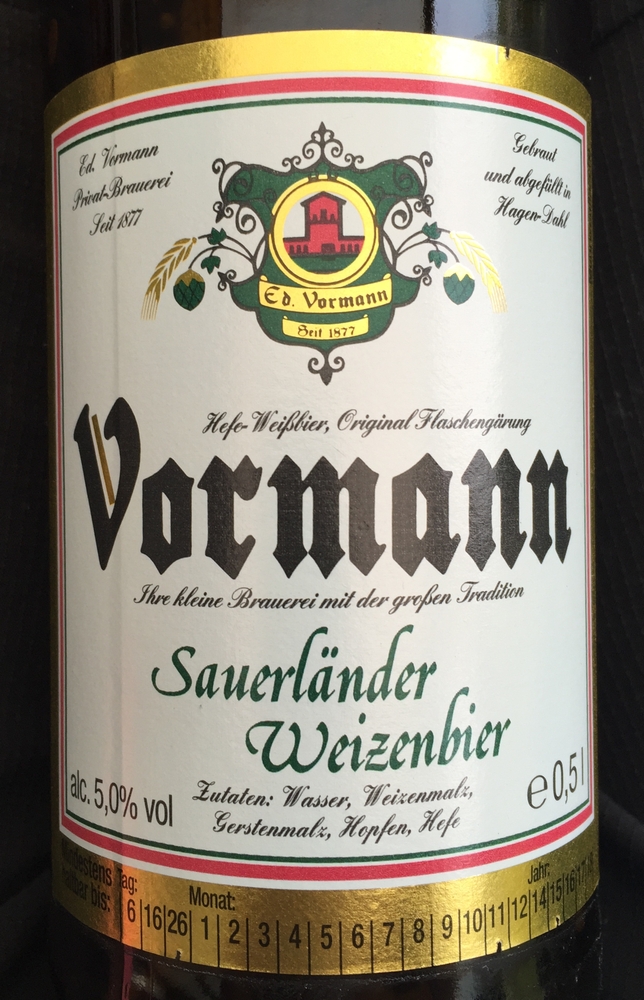 Ed. Vormann
Privat-Brauerei
Seit 1877
Gebraut
und abgefüllt in
Hagen-Dahl
Ed. Vormann
Seit 1877
Hefe-Weißbier, Original Flaschengärung
Vormann
Ihre kleine Brauerei mit der großen Tradition
Sauerländer
Weizenbier
alc. 5,0% vol
Zutaten: Wasser, Weizenmalz,
Gerstenmalz, Hopfen, Hefe
e 0,5 l
Mindestens Tag: Monat: Jahr:
haltbar bis: 6 16 26 1 2 3 4 5 6 7 8 9 10 11 12 14 15 16 17